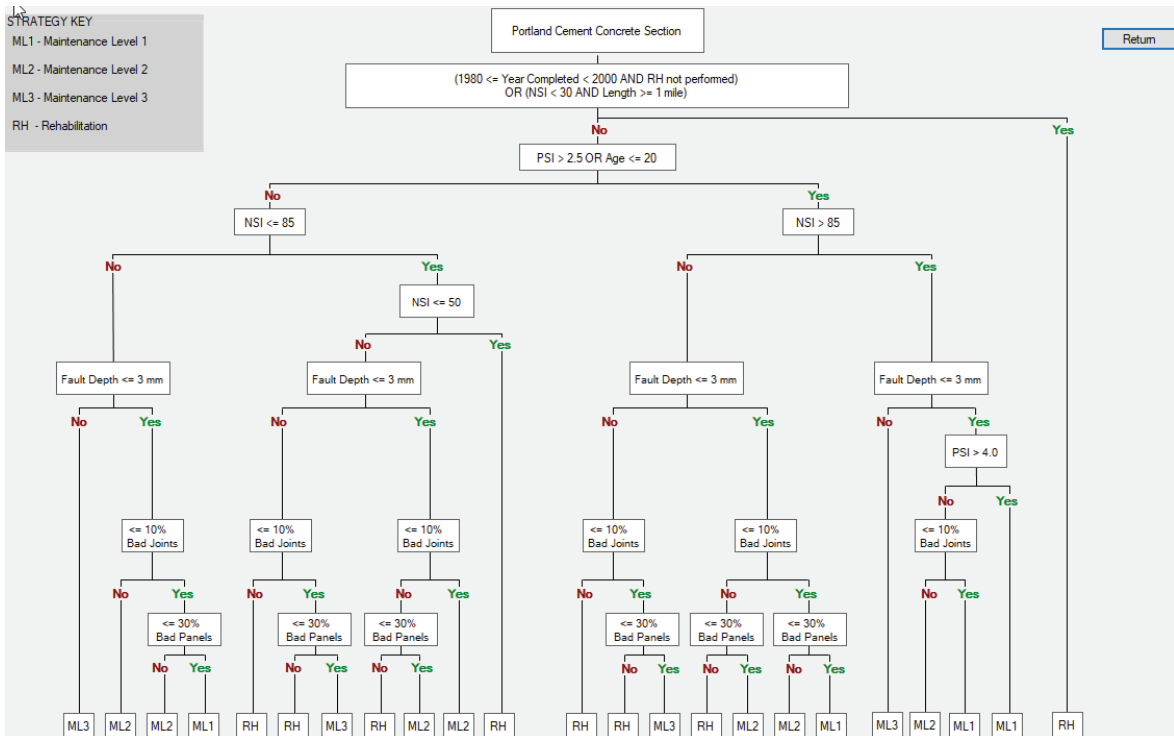 STRATEGY KEY
ML1 - Maintenance Level 1
ML2 - Maintenance Level 2
ML3 - Maintenance Level 3
RH - Rehabilitation
Portland Cement Concrete Section
Return
(1980 <= Year Completed < 2000 AND RH not performed)
OR (NSI < 30 AND Length >= 1 mile)
No Yes
PSI > 2.5 OR Age <= 20
No Yes
NSI <= 85 NSI > 85
No Yes No Yes
NSI <= 50
No Yes
Fault Depth <= 3 mm Fault Depth <= 3 mm Fault Depth <= 3 mm Fault Depth <= 3 mm
No Yes No Yes No Yes No Yes
PSI > 4.0
No Yes
<= 10% <= 10% <= 10% <= 10% <= 10% <= 10%
Bad Joints Bad Joints Bad Joints Bad Joints Bad Joints Bad Joints
No Yes No Yes No Yes No Yes No Yes No Yes
<= 30% <= 30% <= 30% <= 30% <= 30% <= 30%
Bad Panels Bad Panels Bad Panels Bad Panels Bad Panels Bad Panels
No Yes No Yes No Yes No Yes No Yes No Yes
ML3 ML2 ML2 ML1 RH RH ML3 RH ML2 ML2 RH RH RH ML3 RH ML2 ML2 ML1 ML3 ML2 ML1 ML1 RH